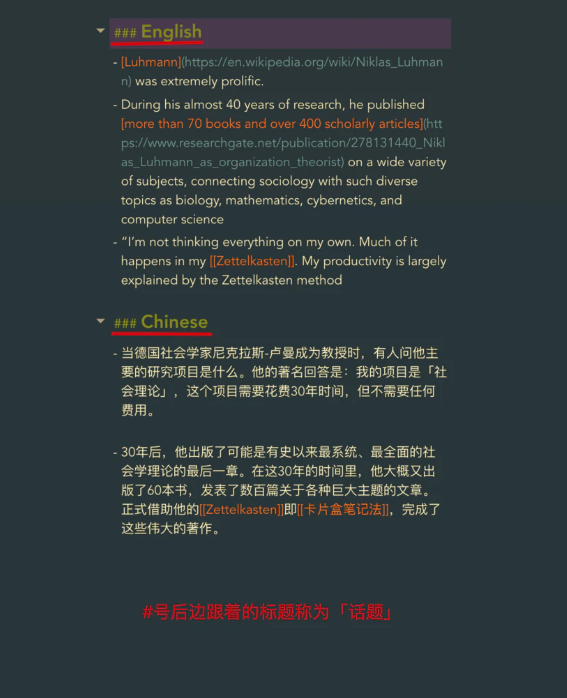 ### English
- [Luhmann](https://en.wikipedia.org/wiki/Niklas_Luhman
n) was extremely prolific.
- During his almost 40 years of research, he published
[more than 70 books and over 400 scholarly articles](htt
ps://www.researchgate.net/publication/278131440_Nikl
as_Luhmann_as_organization_theorist) on a wide variety
of subjects, connecting sociology with such diverse
topics as biology, mathematics, cybernetics, and
computer science
- “I’m not thinking everything on my own. Much of it
happens in my [[Zettelkasten]]. My productivity is largely
explained by the Zettelkasten method
### Chinese
- 当德国社会学家尼克拉斯-卢曼成为教授时，有人问他主
要的研究项目是什么。他的著名回答是：我的项目是「社
会理论」，这个项目需要花费30年时间，但不需要任何
费用。
- 30年后，他出版了可能是有史以来最系统、最全面的社
会学理论的最后一章。在这30年的时间里，他大概又出
版了60本书，发表了数百篇关于各种巨大主题的文章。
正式借助他的[[Zettelkasten]]即[[卡片盒笔记法]]，完成了
这些伟大的著作。
#号后边跟着的标题称为「话题」